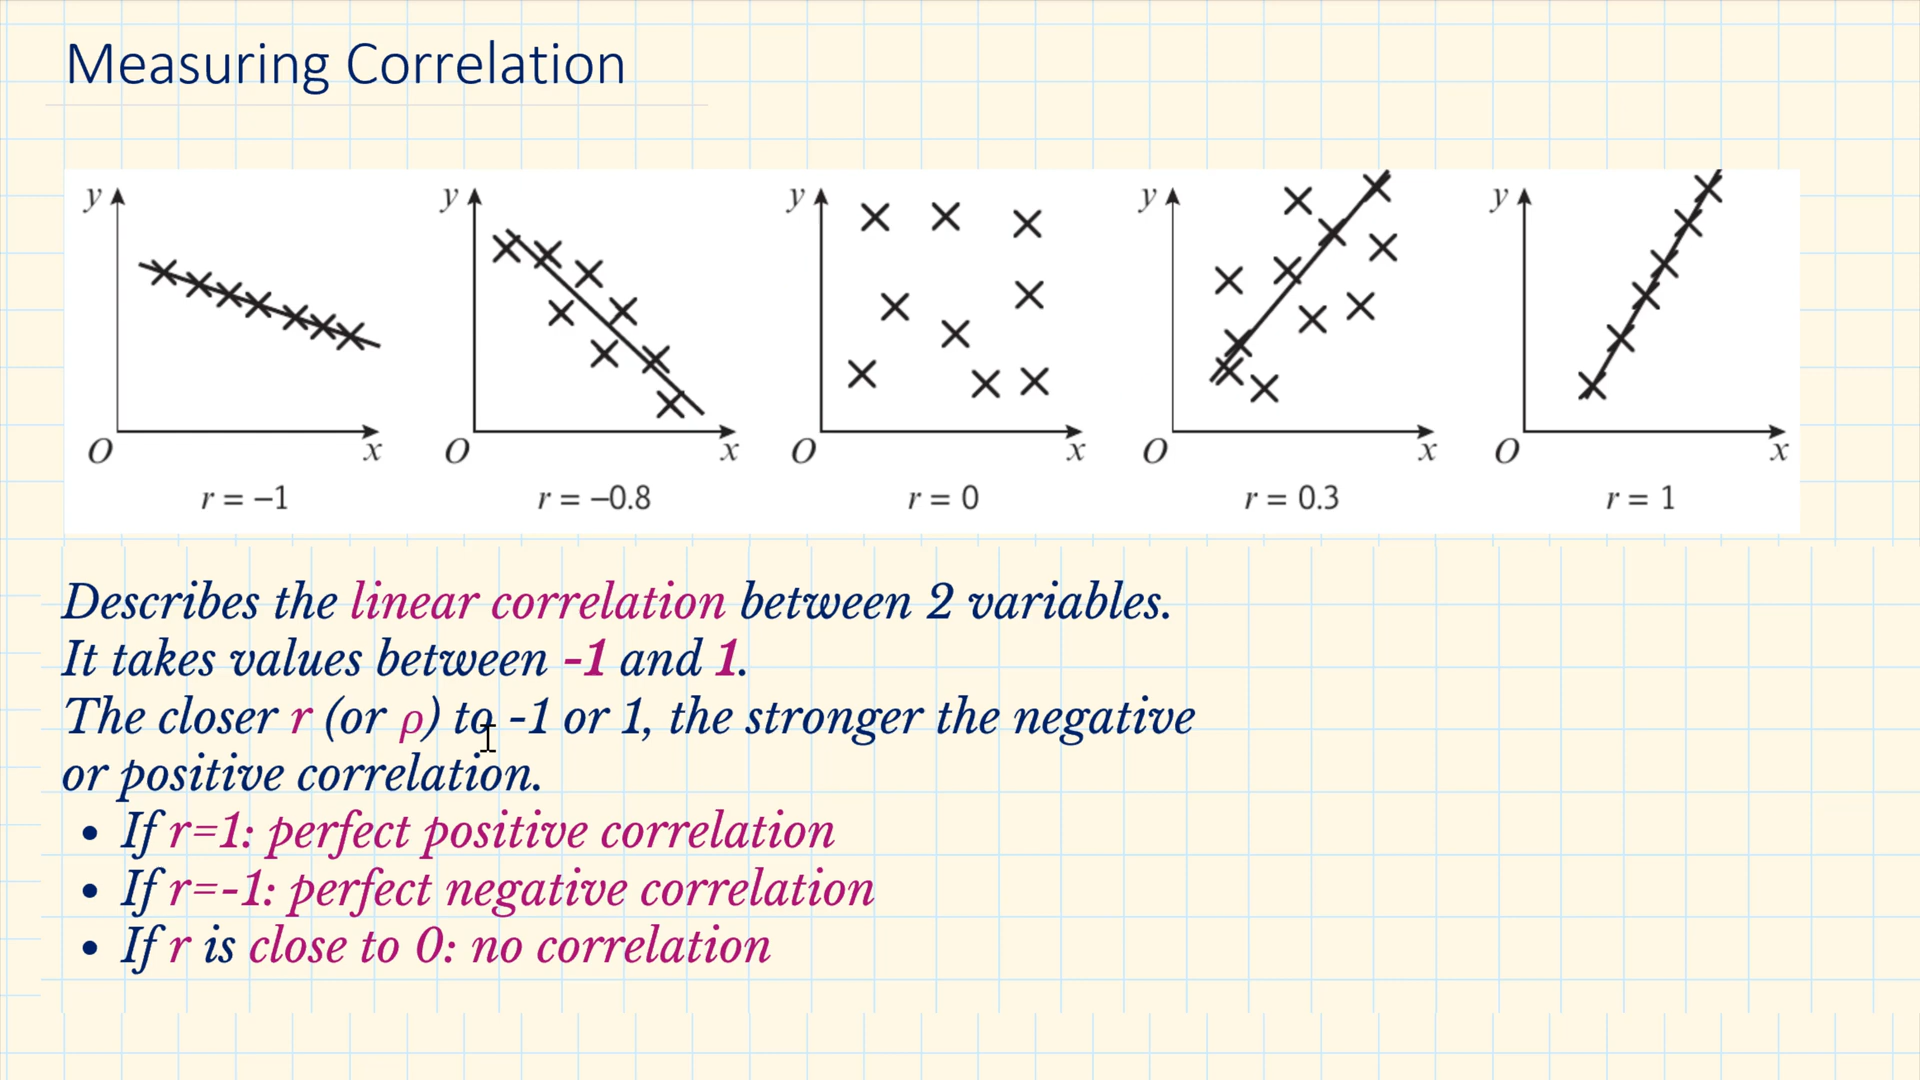 Measuring Correlation
y y y y y
O x O x O x O x O x
r = –1 r = –0.8 r = 0 r = 0.3 r = 1
Describes the linear correlation between 2 variables.
It takes values between -1 and 1.
The closer r (or ρ) to -1 or 1, the stronger the negative
or positive correlation.
• If r=1: perfect positive correlation
• If r=-1: perfect negative correlation
• If r is close to 0: no correlation